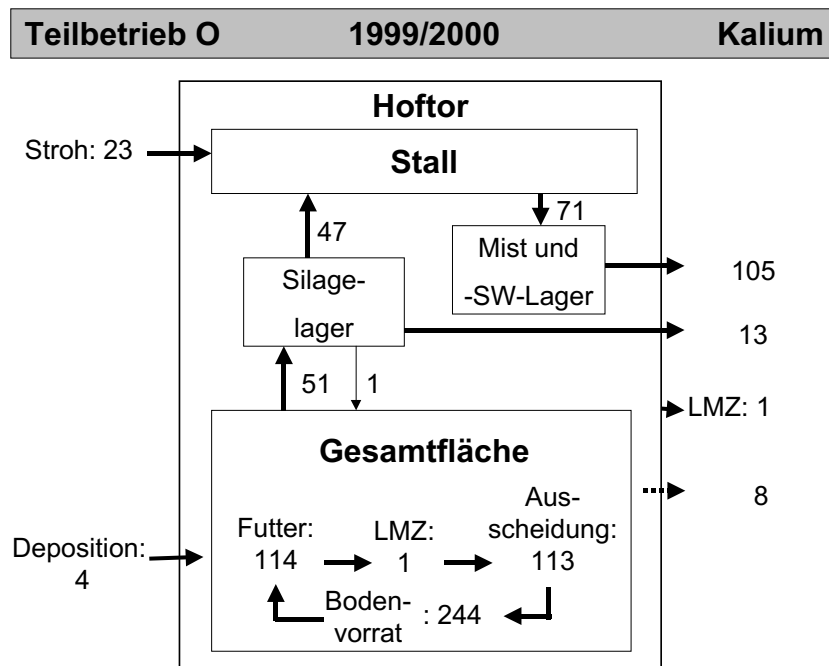 Teilbetrieb O 1999/2000 Kalium
Hoftor
Stroh: 23
Stall
47
71
Silage-
lager
Mist und
-SW-Lager
105
13
51
1
LMZ: 1
Gesamtfläche
8
Deposition:
4
Futter:
114
LMZ:
1
Aus-
scheidung:
113
Boden-
vorrat
: 244